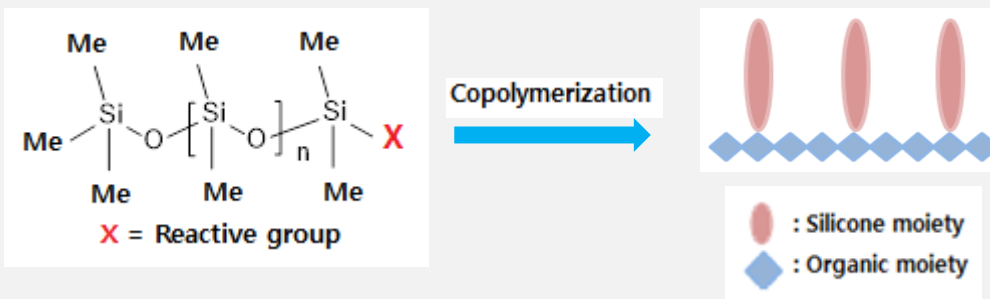 Me Me Me
Si Si Si
Me O [ O ] n X
Me Me Me
X = Reactive group
Copolymerization
: Silicone moiety
: Organic moiety